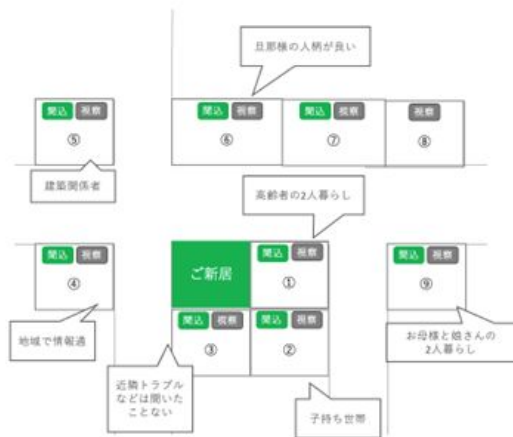 旦那様の人柄が良い
聞込 視察
⑤
聞込 視察
⑥
聞込 視察
⑦
視察
⑧
建築関係者
高齢者の2人暮らし
聞込 視察
④
ご新居
聞込 視察
①
聞込 視察
⑨
聞込 視察
③
聞込 視察
②
地域で情報通
近隣トラブル
などは聞いた
ことない
子持ち世帯
お母様と娘さんの
2人暮らし